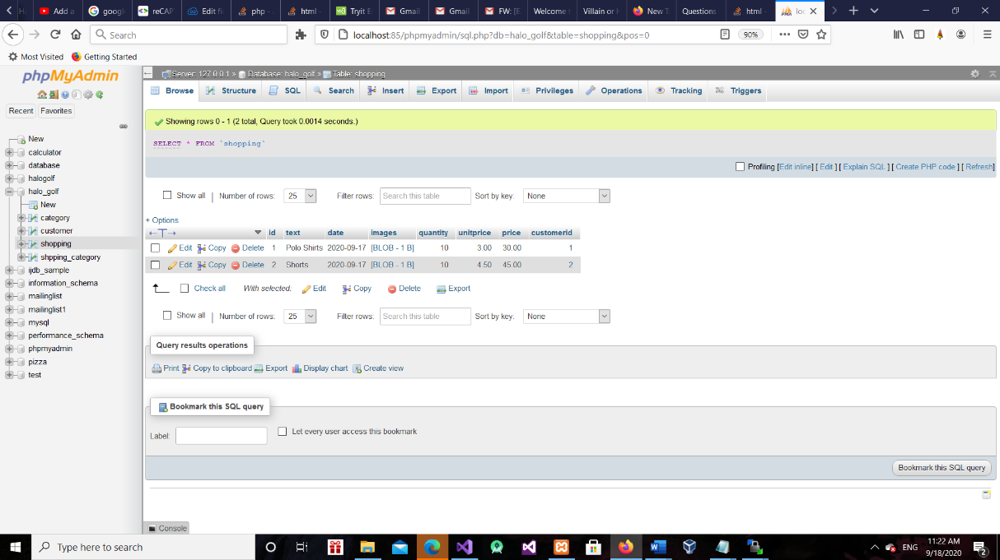 Add a
goog
reCAP
Edit fi
php -
html -
Tryit E
Gmail
Gmail
FW: [E
Welcome
Villain or H
New T
Questions
html -
loc
Search
localhost:85/phpmyadmin/sql.php?db=halo_golf&table=shopping&pos=0
90%
Most Visited
Getting Started
phpMyAdmin
Recent
Favorites
New
calculator
database
halogolf
halo_golf
New
category
customer
shopping
shpping_category
ijdb_sample
information_schema
mailinglist
mailinglist1
mysql
performance_schema
phpmyadmin
pizza
test
Server: 127.0.0.1 » Database: halo_golf » Table: shopping
Browse Structure SQL Search Insert Export Import Privileges Operations Tracking Triggers
Showing rows 0 - 1 (2 total, Query took 0.0014 seconds.)
SELECT * FROM `shopping`
Profiling [Edit inline] [ Edit ] [ Explain SQL ] [ Create PHP code ] [ Refresh]
Show all | Number of rows: 25 Filter rows: Search this table Sort by key: None
+ Options
←T→ id text date images quantity unitprice price customerid
Edit Copy Delete 1 Polo Shirts 2020-09-17 [BLOB - 1 B] 10 3.00 30.00 1
Edit Copy Delete 2 Shorts 2020-09-17 [BLOB - 1 B] 10 4.50 45.00 2
Check all With selected: Edit Copy Delete Export
Show all | Number of rows: 25 Filter rows: Search this table Sort by key: None
Query results operations
Print Copy to clipboard Export Display chart Create view
Bookmark this SQL query
Label: Let every user access this bookmark
Bookmark this SQL query
Console
Type here to search
ENG
11:22 AM
9/18/2020
2